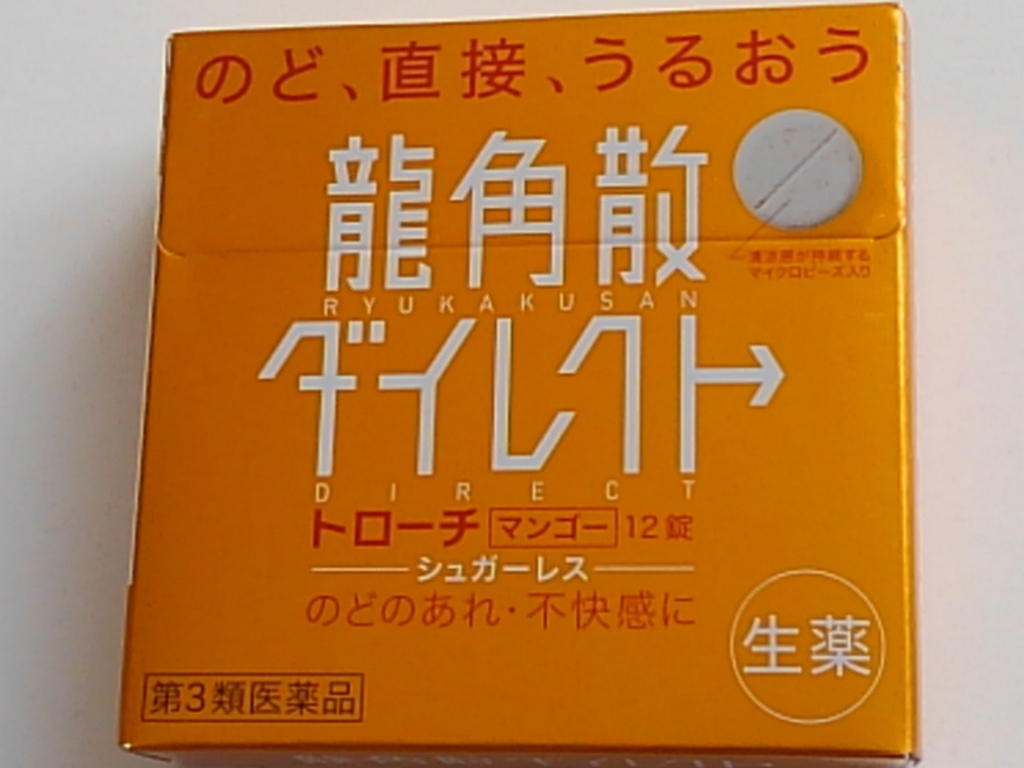 のど、直接、うるおう
龍角散
RYUKAKUSAN
清涼感が持続する
マイクロビーズ入り
ダイレクト
DIRECT
トローチ マンゴー 12錠
シュガーレス
のどのあれ・不快感に
生薬
第3類医薬品